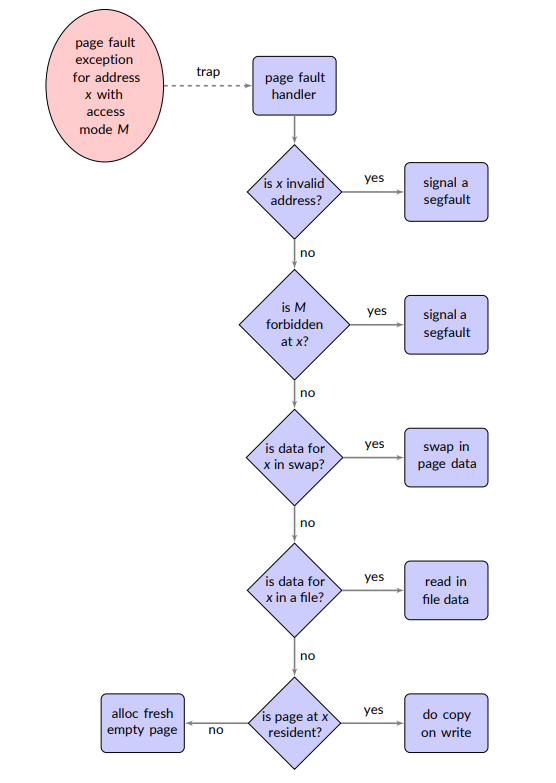 page fault
exception
for address
x with
access
mode M
trap
page fault
handler
is x invalid
address?
yes
signal a
segfault
no
is M
forbidden
at x?
yes
signal a
segfault
no
is data for
x in swap?
yes
swap in
page data
no
is data for
x in a file?
yes
read in
file data
no
is page at x
resident?
yes
do copy
on write
no
alloc fresh
empty page